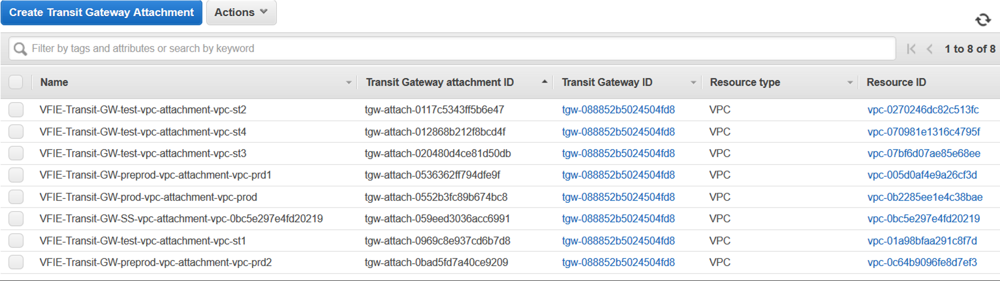 Create Transit Gateway Attachment Actions
Filter by tags and attributes or search by keyword 1 to 8 of 8
Name Transit Gateway attachment ID Transit Gateway ID Resource type Resource ID
VFIE-Transit-GW-test-vpc-attachment-vpc-st2 tgw-attach-0117c5343ff5b6e47 tgw-088852b5024504fd8 VPC vpc-0270246dc82c513fc
VFIE-Transit-GW-test-vpc-attachment-vpc-st4 tgw-attach-012868b212f8bcd4f tgw-088852b5024504fd8 VPC vpc-070981e1316c4795f
VFIE-Transit-GW-test-vpc-attachment-vpc-st3 tgw-attach-020480d4ce81d50db tgw-088852b5024504fd8 VPC vpc-07bf6d07ae85e68ee
VFIE-Transit-GW-preprod-vpc-attachment-vpc-prd1 tgw-attach-0536362ff794dfe9f tgw-088852b5024504fd8 VPC vpc-005d0af4e9a26cf3d
VFIE-Transit-GW-prod-vpc-attachment-vpc-prod tgw-attach-0552b3fc89b674bc8 tgw-088852b5024504fd8 VPC vpc-0b2285ee1e4c38bae
VFIE-Transit-GW-SS-vpc-attachment-vpc-0bc5e297e4fd20219 tgw-attach-059eed3036acc6991 tgw-088852b5024504fd8 VPC vpc-0bc5e297e4fd20219
VFIE-Transit-GW-test-vpc-attachment-vpc-st1 tgw-attach-0969c8e937cd6b7d8 tgw-088852b5024504fd8 VPC vpc-01a98bfaa291c8f7d
VFIE-Transit-GW-preprod-vpc-attachment-vpc-prd2 tgw-attach-0bad5fd7a40ce9209 tgw-088852b5024504fd8 VPC vpc-0c64b9096fe8d7ef3